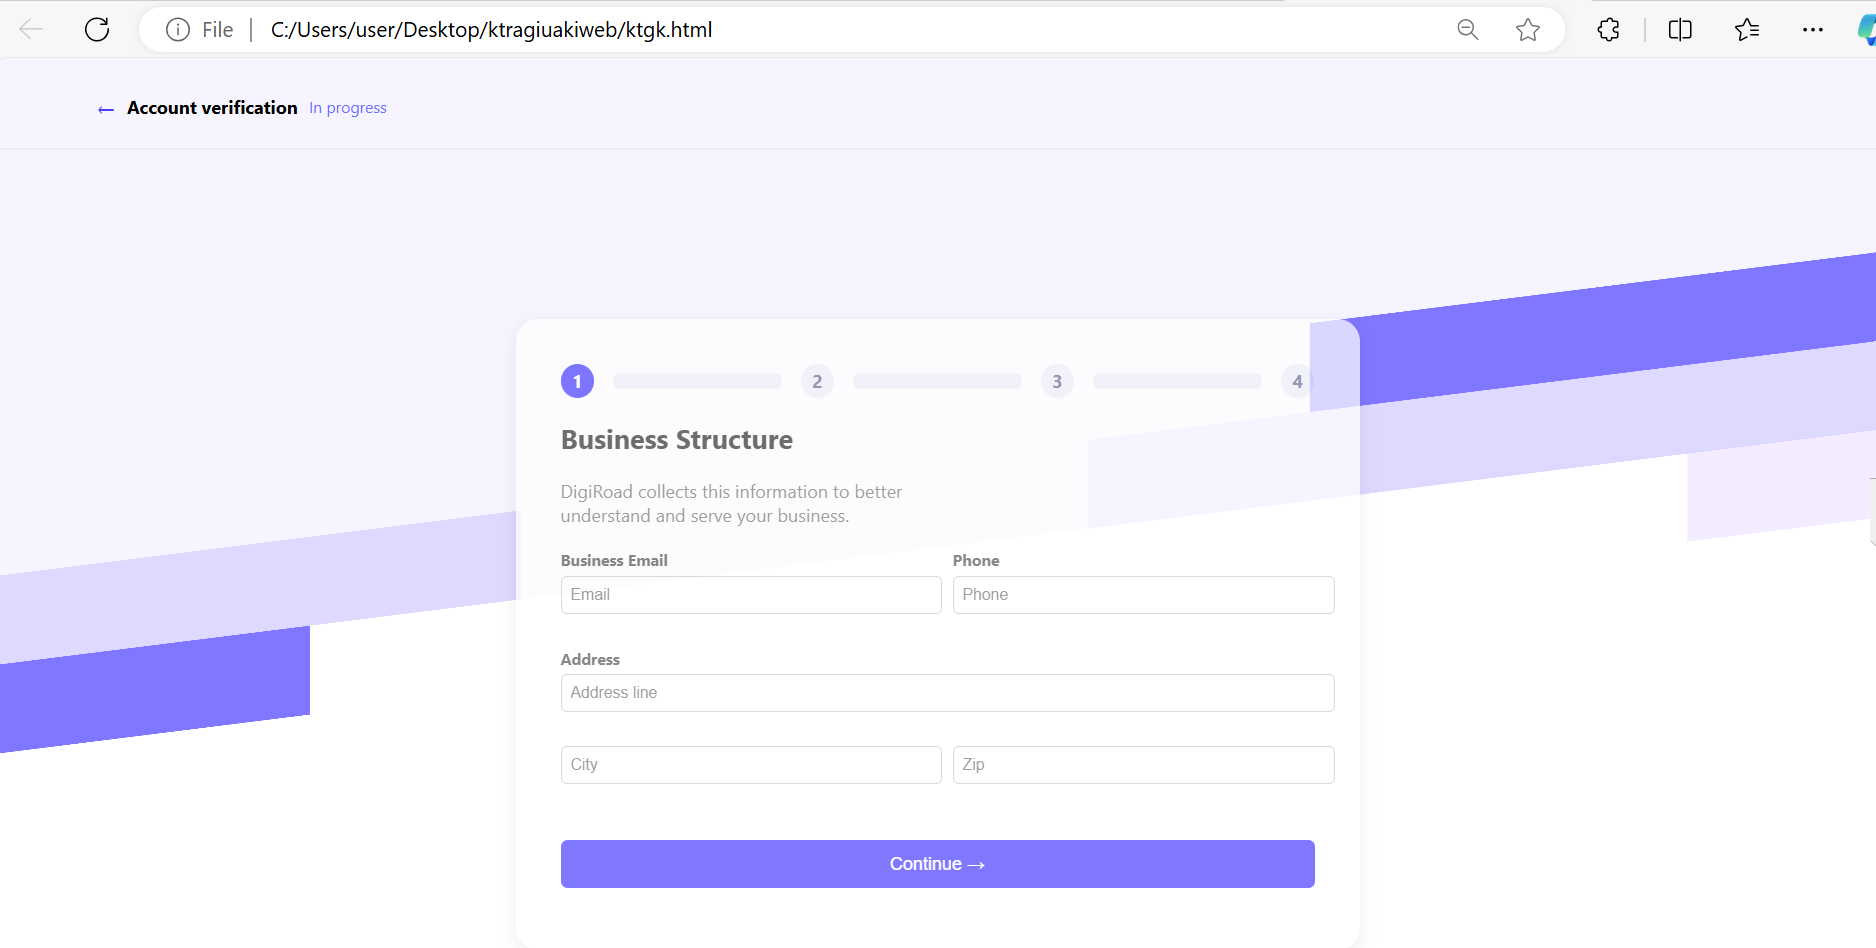 File C:/Users/user/Desktop/ktragiuakiweb/ktgk.html
← Account verification In progress
1 2 3 4
Business Structure
DigiRoad collects this information to better
understand and serve your business.
Business Email Phone
Email Phone
Address
Address line
City Zip
Continue →